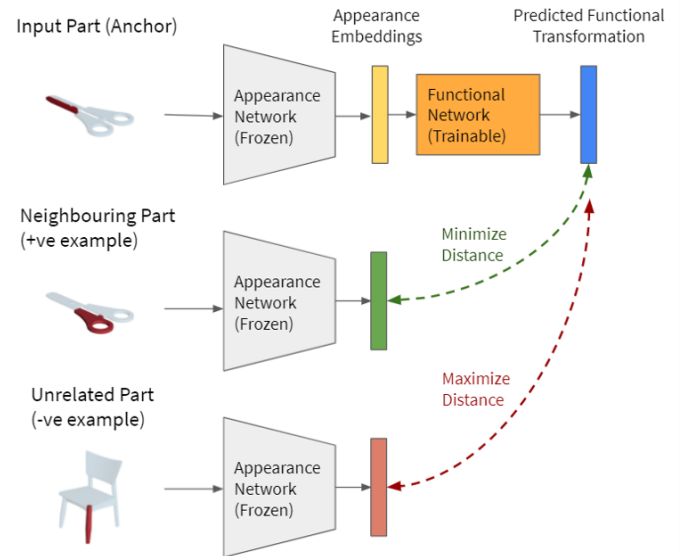 Input Part (Anchor)
Appearance
Embeddings
Predicted Functional
Transformation
Appearance
Network
(Frozen)
Functional
Network
(Trainable)
Neighbouring Part
(+ve example)
Appearance
Network
(Frozen)
Minimize
Distance
Unrelated Part
(-ve example)
Appearance
Network
(Frozen)
Maximize
Distance